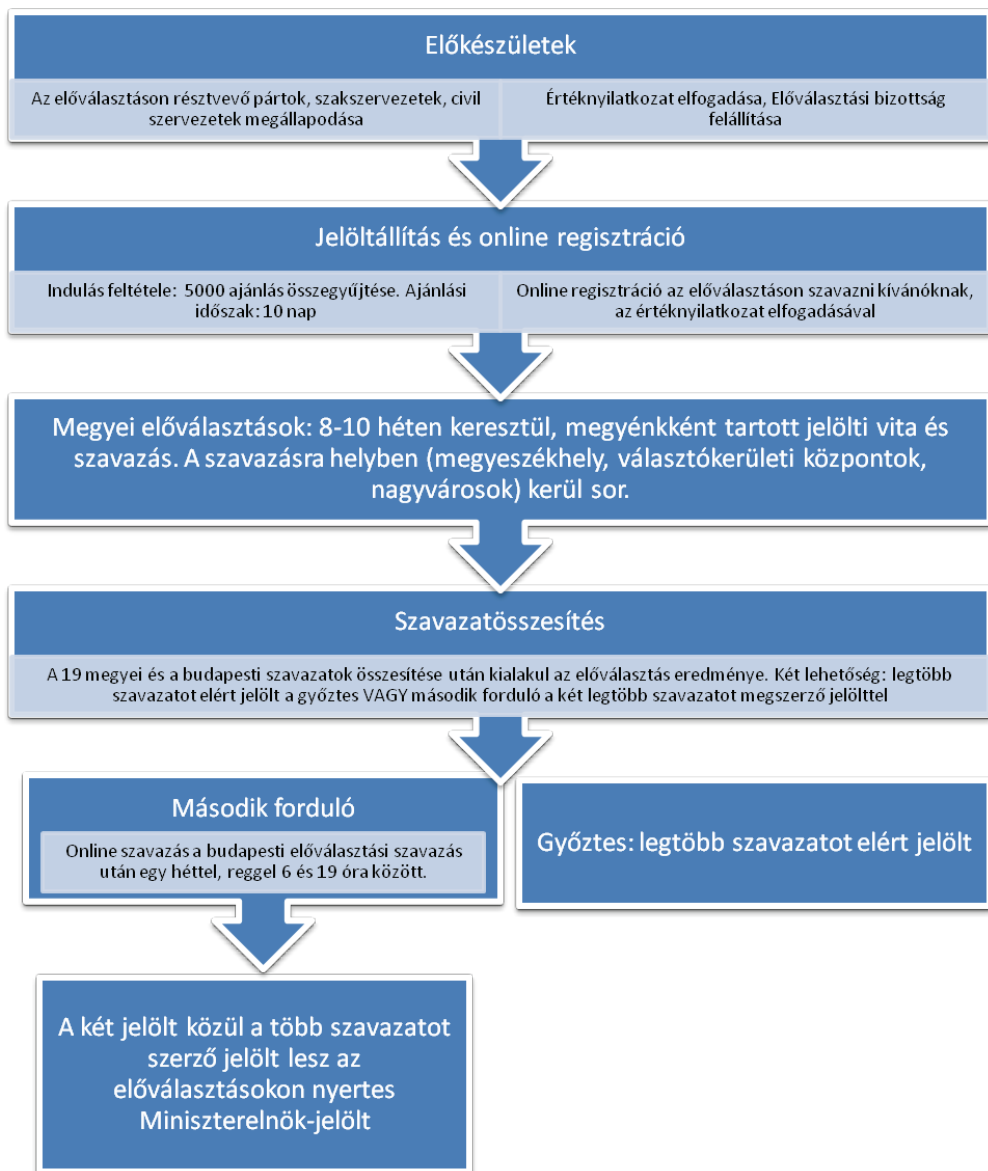 Előkészületek
Az előválasztáson résztvevő pártok, szakszervezetek, civil
szervezetek megállapodása
Értéknyilatkozat elfogadása, Előválasztási bizottság
felállítása
Jelöltállítás és online regisztráció
Indulás feltétele: 5000 ajánlás összegyűjtése. Ajánlási
időszak: 10 nap
Online regisztráció az előválasztáson szavazni kívánóknak,
az értéknyilatkozat elfogadásával
Megyei előválasztások: 8-10 héten keresztül, megyénkként tartott jelölti vita és
szavazás. A szavazásra helyben (megyeszékhely, választókerületi központok,
nagyvárosok) kerül sor.
Szavazatösszesítés
A 19 megyei és a budapesti szavazatok összesítése után kialakul az előválasztás eredménye. Két lehetőség: legtöbb
szavazatot elért jelölt a győztes VAGY második forduló a két legtöbb szavazatot megszerző jelölttel
Második forduló
Online szavazás a budapesti előválasztási szavazás
után egy héttel, reggel 6 és 19 óra között.
Győztes: legtöbb szavazatot elért jelölt
A két jelölt közül a több szavazatot
szerző jelölt lesz az
előválasztásokon nyertes
Miniszterelnök-jelölt